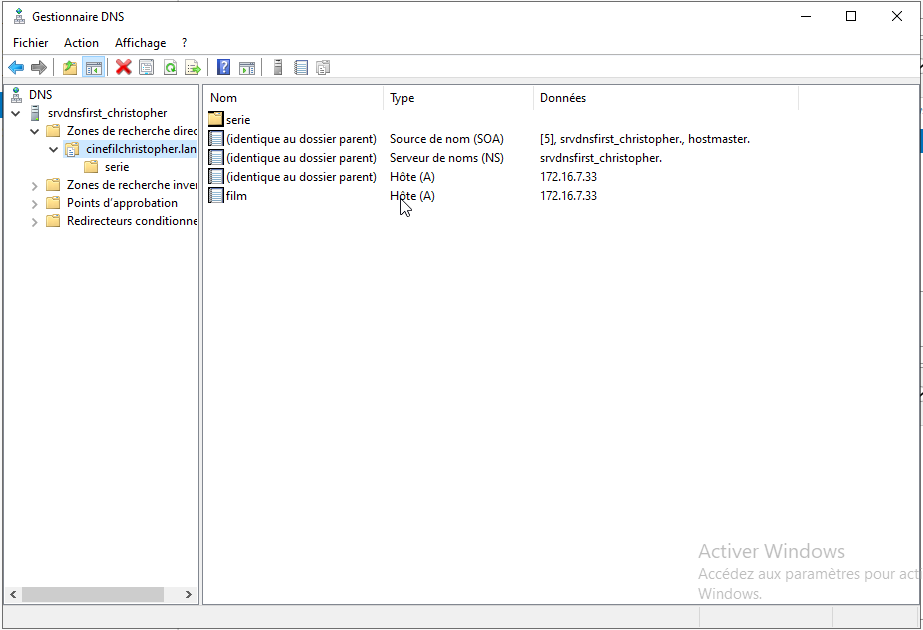 Gestionnaire DNS
Fichier Action Affichage ?
DNS
srvdnsfirst_christopher
Zones de recherche direc
cinefilchristopher.lan
serie
Zones de recherche inver
Points d'approbation
Redirecteurs conditionne
Nom Type Données
serie
(identique au dossier parent) Source de nom (SOA) [5], srvdnsfirst_christopher., hostmaster.
(identique au dossier parent) Serveur de noms (NS) srvdnsfirst_christopher.
(identique au dossier parent) Hôte (A) 172.16.7.33
film Hôte (A) 172.16.7.33
Activer Windows
Accédez aux paramètres pour acti
Windows.